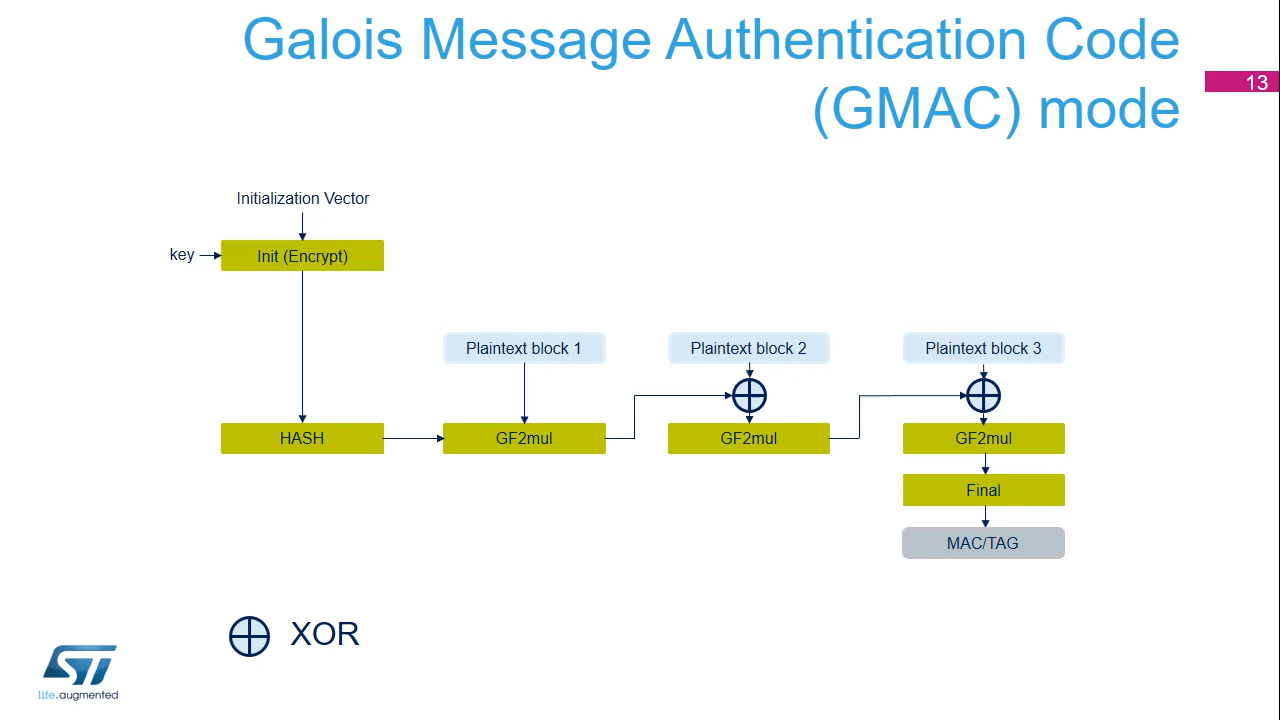 Galois Message Authentication Code
(GMAC) mode
13
Initialization Vector
key
Init (Encrypt)
Plaintext block 1
Plaintext block 2
Plaintext block 3
HASH
GF2mul
GF2mul
GF2mul
Final
MAC/TAG
XOR
ST
life.augmented